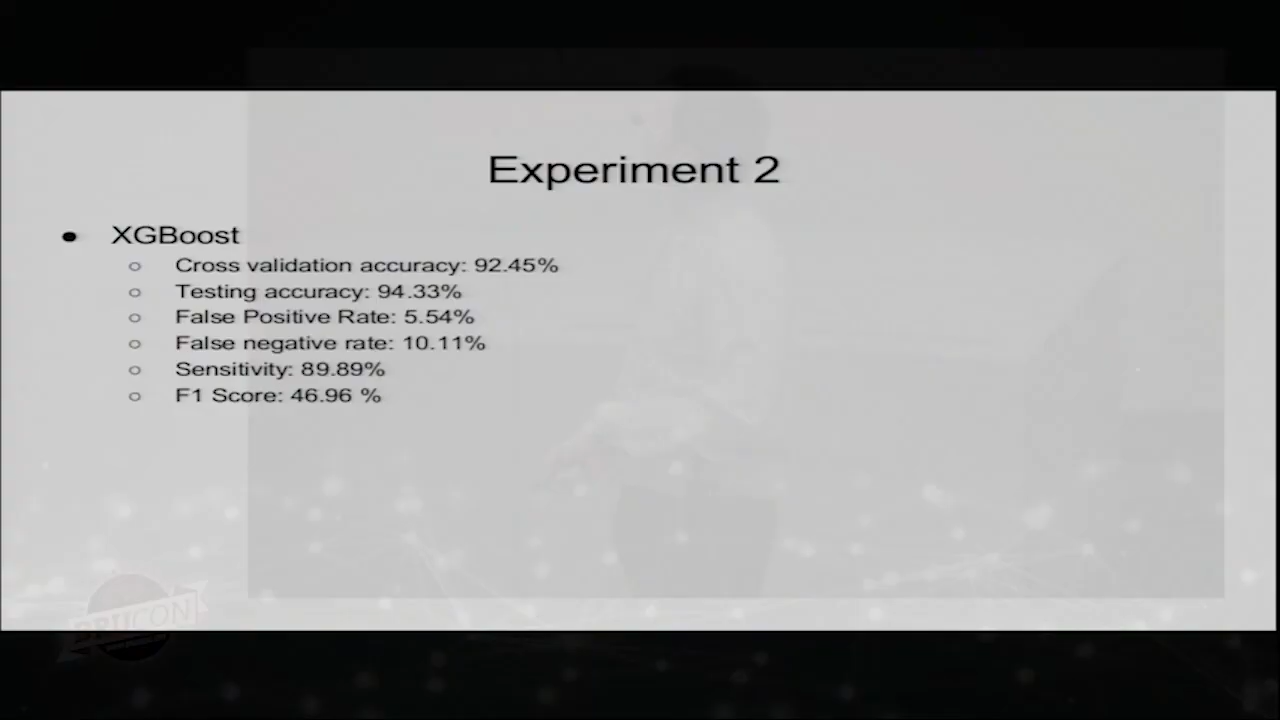 Experiment 2
● XGBoost
○ Cross validation accuracy: 92.45%
○ Testing accuracy: 94.33%
○ False Positive Rate: 5.54%
○ False negative rate: 10.11%
○ Sensitivity: 89.89%
○ F1 Score: 46.96 %
BRUCON